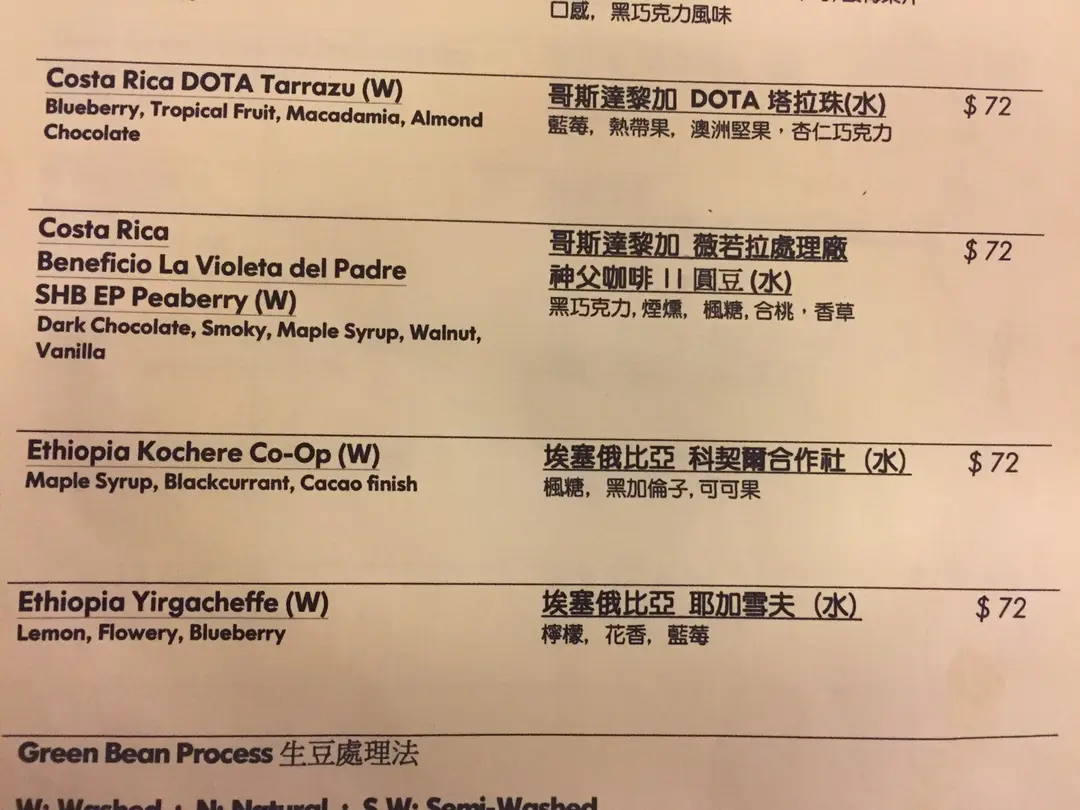 口感, 黑巧克力風味
Costa Rica DOTA Tarrazu (W)
Blueberry, Tropical Fruit, Macadamia, Almond
Chocolate
哥斯達黎加 DOTA 塔拉珠(水)
藍莓, 熱帶果, 澳洲堅果，杏仁巧克力
$ 72
Costa Rica
Beneficio La Violeta del Padre
SHB EP Peaberry (W)
Dark Chocolate, Smoky, Maple Syrup, Walnut,
Vanilla
哥斯達黎加 薇若拉處理廠
神父咖啡 II 圓豆 (水)
黑巧克力, 煙燻, 楓糖, 合桃，香草
$ 72
Ethiopia Kochere Co-Op (W)
Maple Syrup, Blackcurrant, Cacao finish
埃塞俄比亞 科契爾合作社 (水)
楓糖, 黑加倫子, 可可果
$ 72
Ethiopia Yirgacheffe (W)
Lemon, Flowery, Blueberry
埃塞俄比亞 耶加雪夫 (水)
檸檬, 花香, 藍莓
$ 72
Green Bean Process 生豆處理法
W: Washed ; N: Natural ; S.W: Semi-Washed